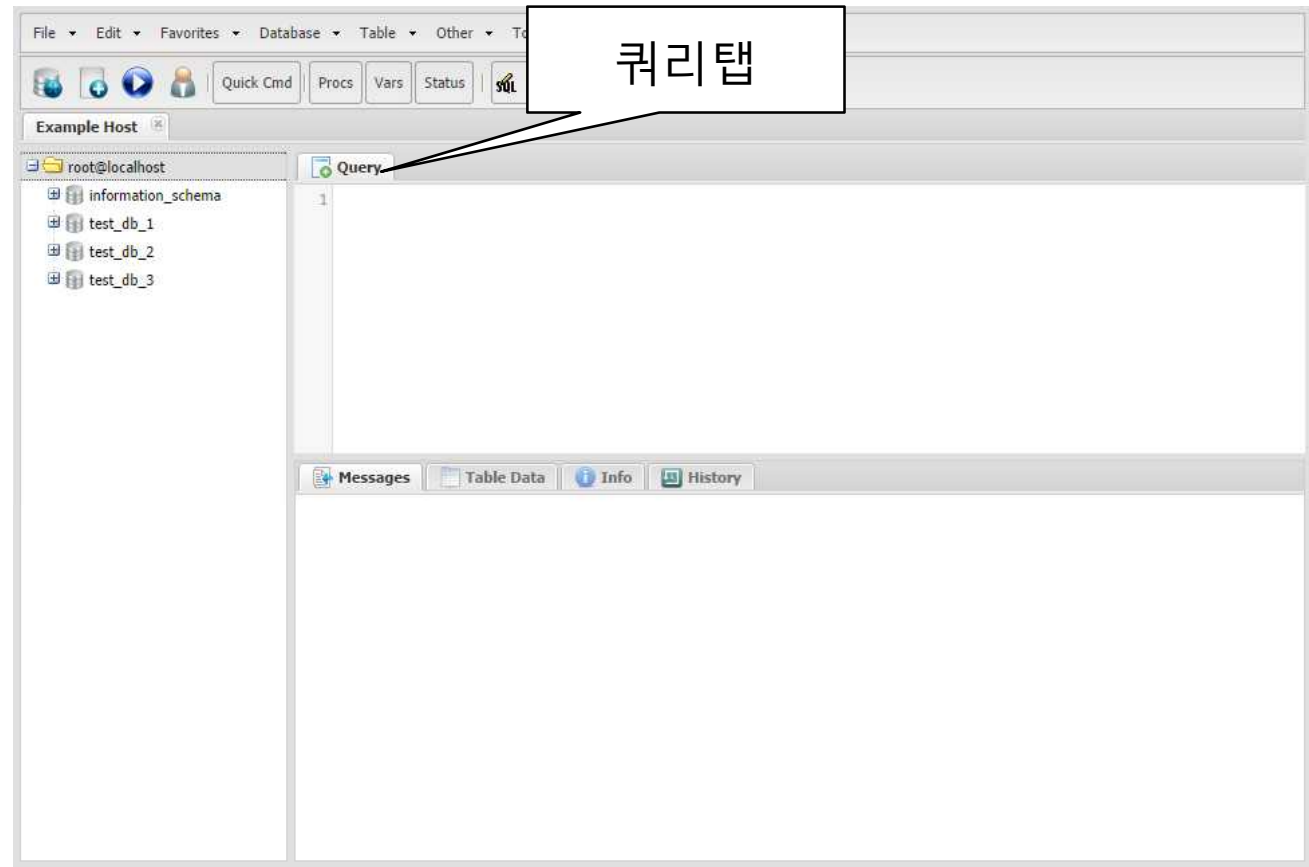 File Edit Favorites Database Table Other
쿼리탭
Quick Cmd Procs Vars Status SQL
Example Host
root@localhost
Query
information_schema
1
test_db_1
test_db_2
test_db_3
Messages Table Data Info History